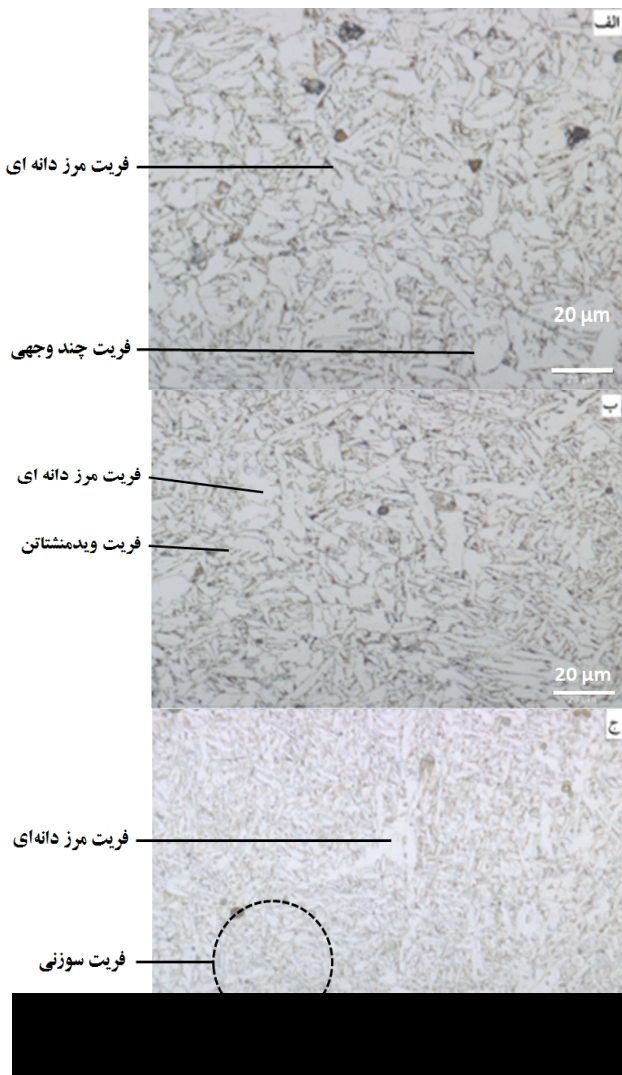 الف
فریت مرز دانه ای
20 µm
فریت چند وجهی
ب
فریت مرز دانه ای
فریت ویدمنشتاتن
20 µm
ج
فریت مرز دانه‌ای
فریت سوزنی